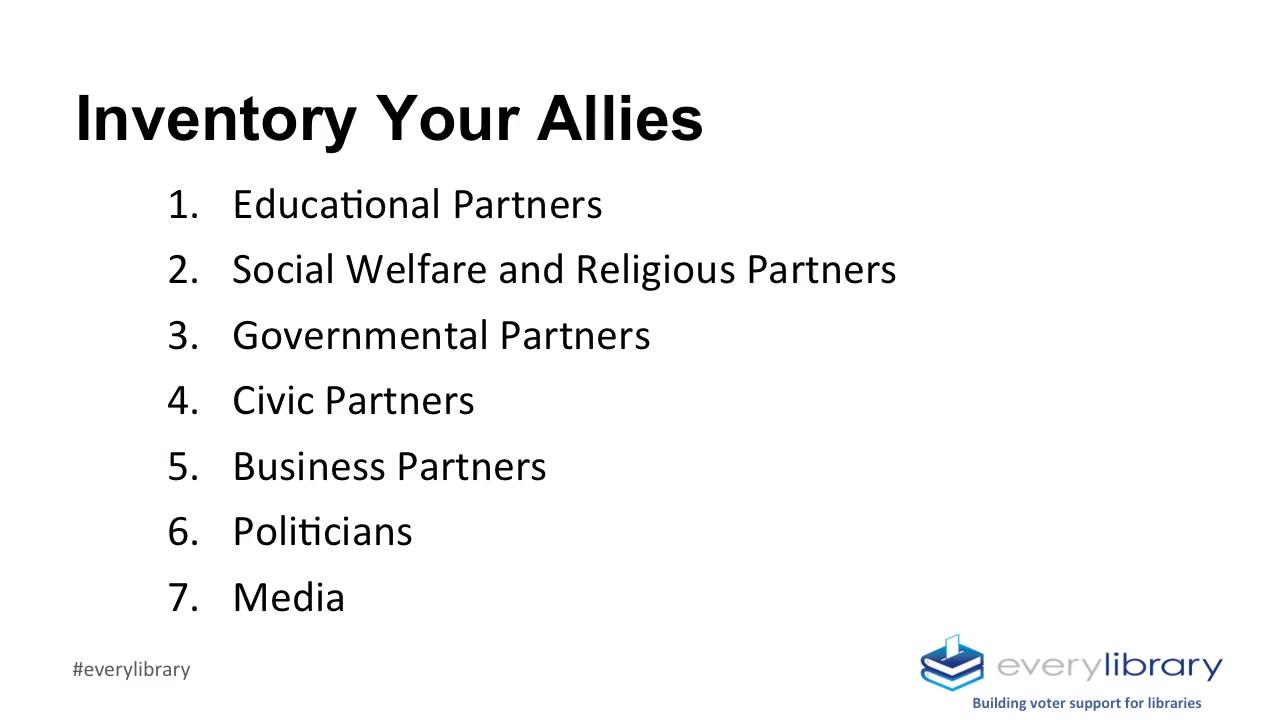 Inventory Your Allies
1. Educational Partners
2. Social Welfare and Religious Partners
3. Governmental Partners
4. Civic Partners
5. Business Partners
6. Politicians
7. Media
#everylibrary
everylibrary
Building voter support for libraries